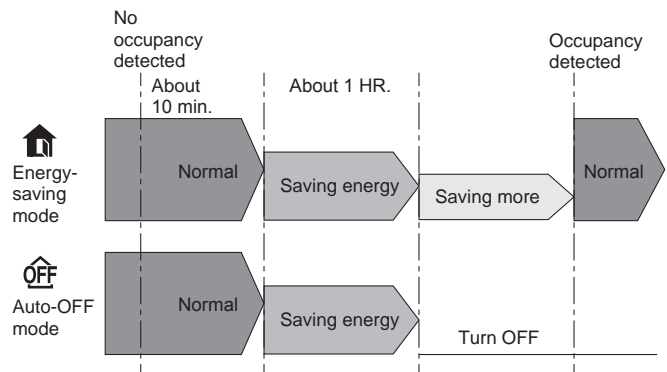 No
occupancy
detected
Occupancy
detected
About
10 min.
About 1 HR.
Energy-
saving
mode
Normal
Saving energy
Saving more
Normal
OFF
Auto-OFF
mode
Normal
Saving energy
Turn OFF